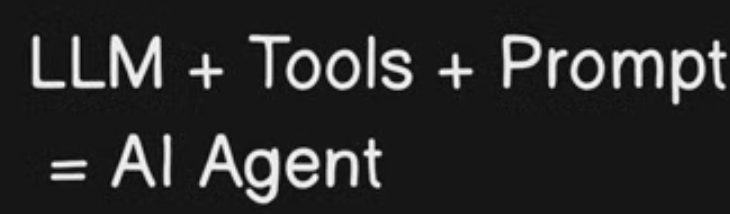 LLM + Tools + Prompt
= AI Agent